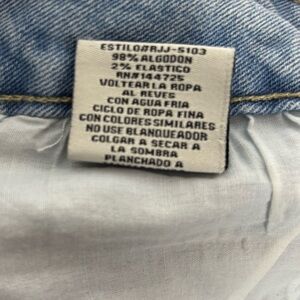 ESTILO#RJJ-5103
98% ALGODON
2% ELASTICO
RN#144725
VOLTEAR LA ROPA
AL REVES
CON AGUA FRIA
CICLO DE ROPA FINA
CON COLORES SIMILARES
NO USE BLANQUEADOR
COLGAR A SECAR A
LA SOMBRA
PLANCHADO A